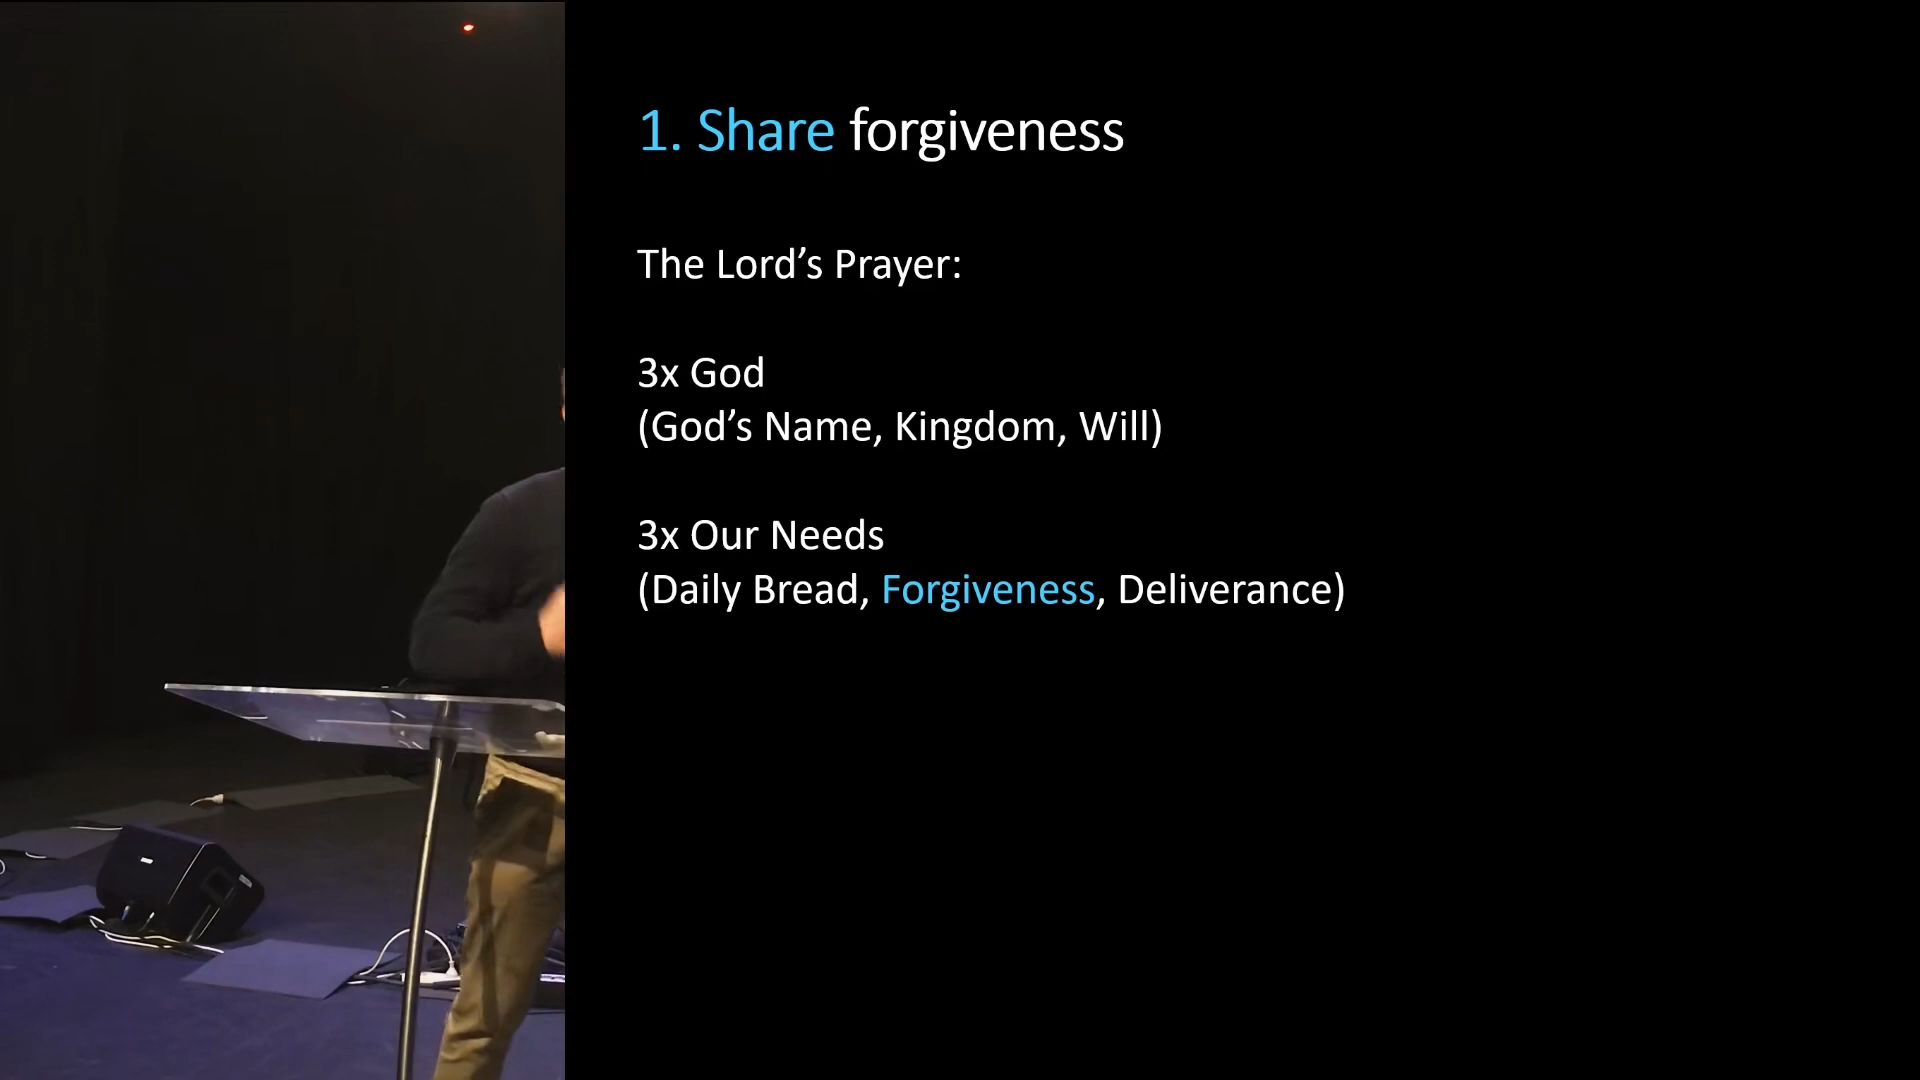 1. Share forgiveness
The Lord’s Prayer:
3x God
(God’s Name, Kingdom, Will)
3x Our Needs
(Daily Bread, Forgiveness, Deliverance)